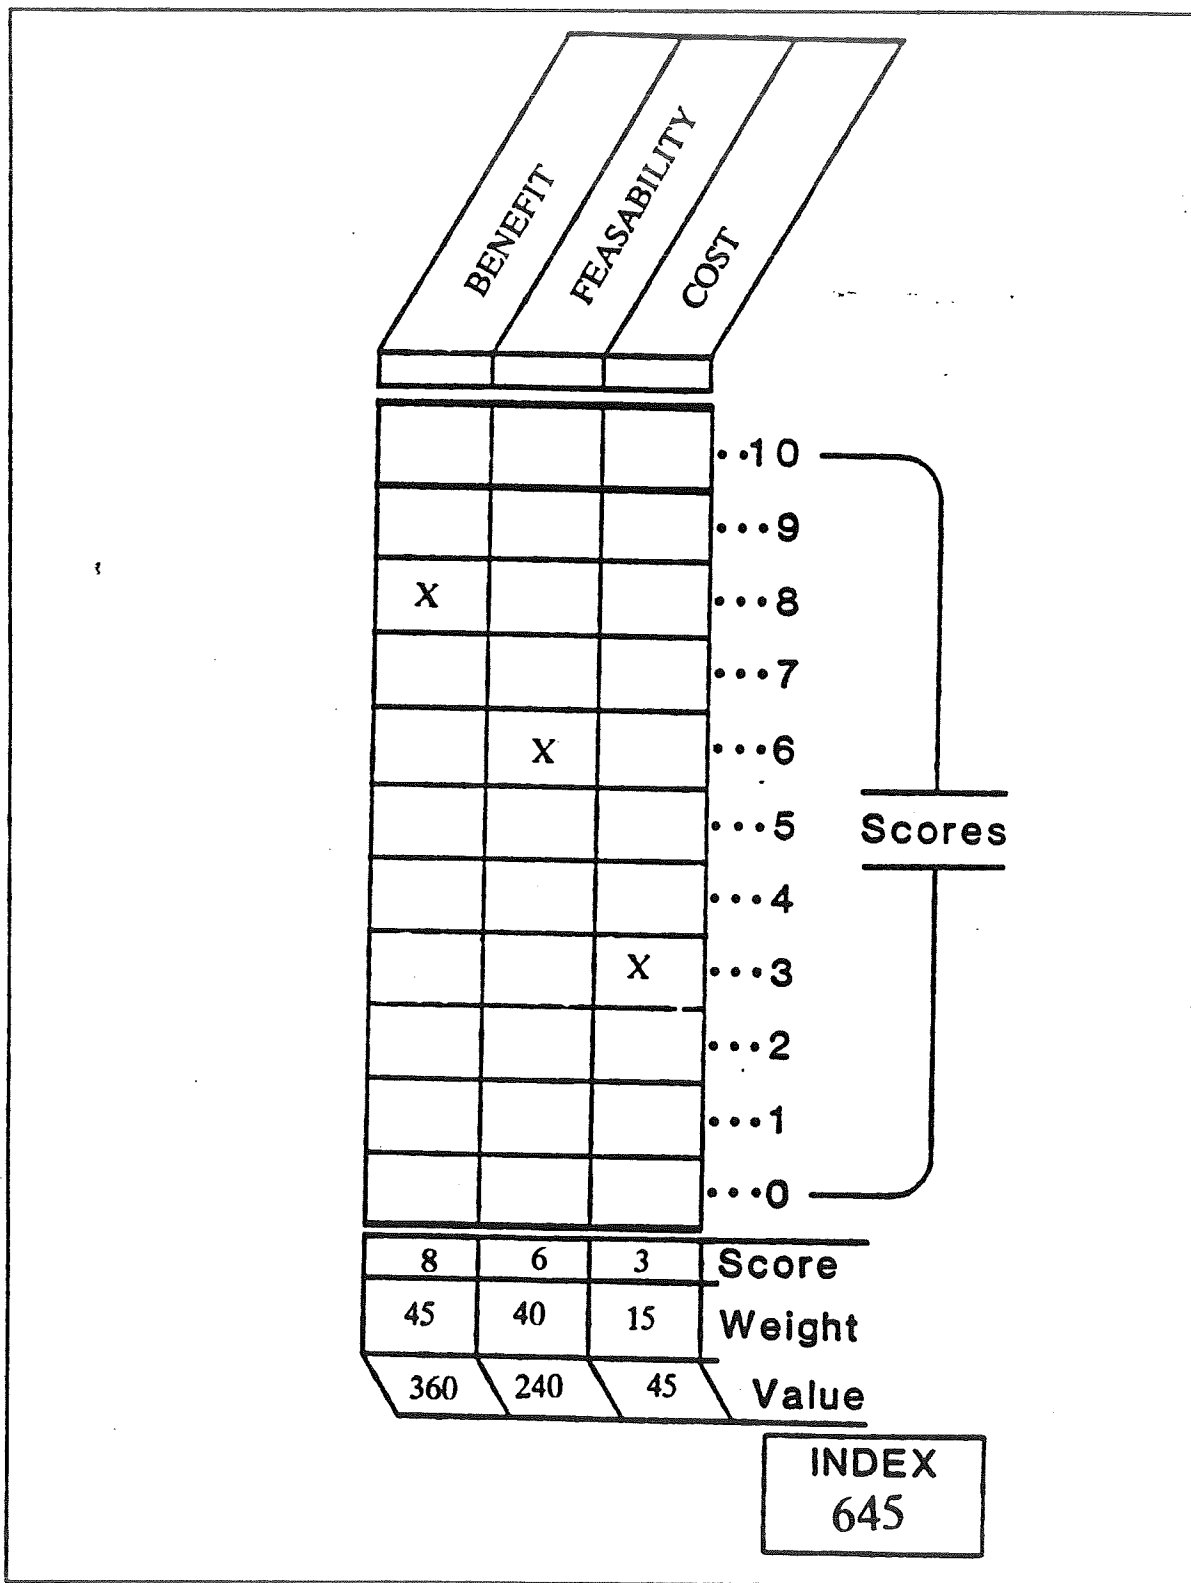 BENEFIT
FEASABILITY
COST
••10
•••9
X •••8
•••7
X •••6
•••5
Scores
•••4
X •••3
•••2
•••1
•••0
8 6 3 Score
45 40 15 Weight
360 240 45 Value
INDEX
645